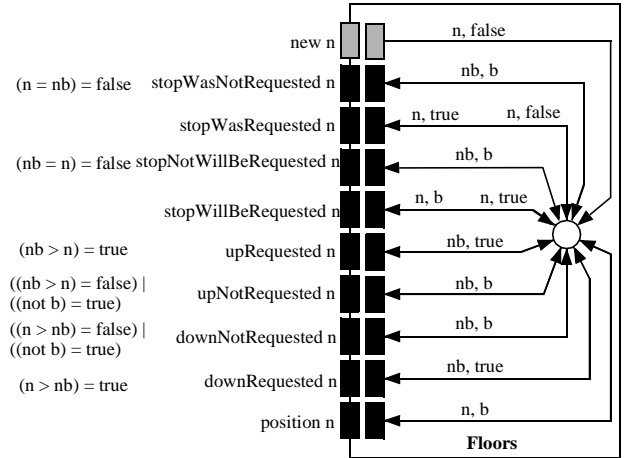 new n n, false
(n = nb) = false stopWasNotRequested n nb, b
stopWasRequested n n, true n, false
(nb = n) = false stopNotWillBeRequested n nb, b
stopWillBeRequested n n, b n, true
(nb > n) = true upRequested n nb, true
((nb > n) = false) |
((not b) = true) upNotRequested n nb, b
((n > nb) = false) |
((not b) = true) downNotRequested n nb, b
(n > nb) = true downRequested n nb, true
position n n, b
Floors